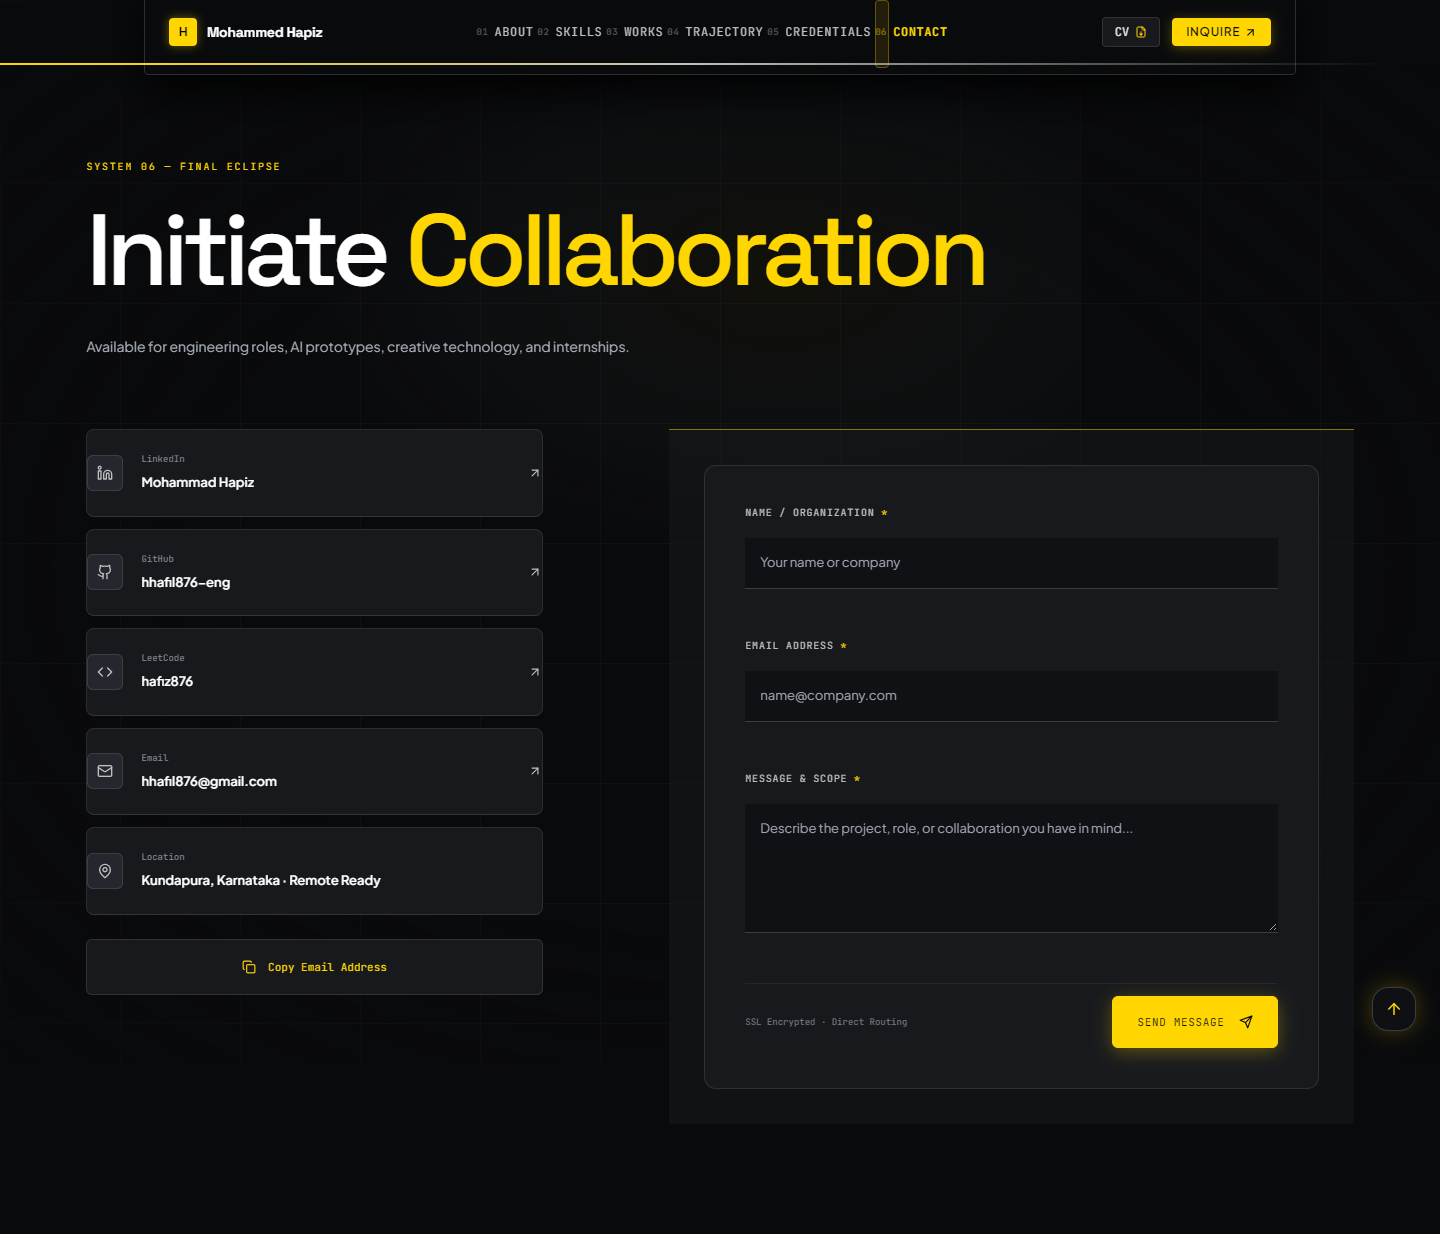 H Mohammed Hapiz 01 ABOUT 02 SKILLS 03 WORKS 04 TRAJECTORY 05 CREDENTIALS 06 CONTACT CV INQUIRE
SYSTEM 06 — FINAL ECLIPSE
Initiate Collaboration
Available for engineering roles, AI prototypes, creative technology, and internships.
LinkedIn
Mohammad Hapiz
GitHub
hhafil876-eng
LeetCode
hafiz876
Email
hhafil876@gmail.com
Location
Kundapura, Karnataka · Remote Ready
Copy Email Address
NAME / ORGANIZATION *
Your name or company
EMAIL ADDRESS *
name@company.com
MESSAGE & SCOPE *
Describe the project, role, or collaboration you have in mind...
SSL Encrypted · Direct Routing
SEND MESSAGE